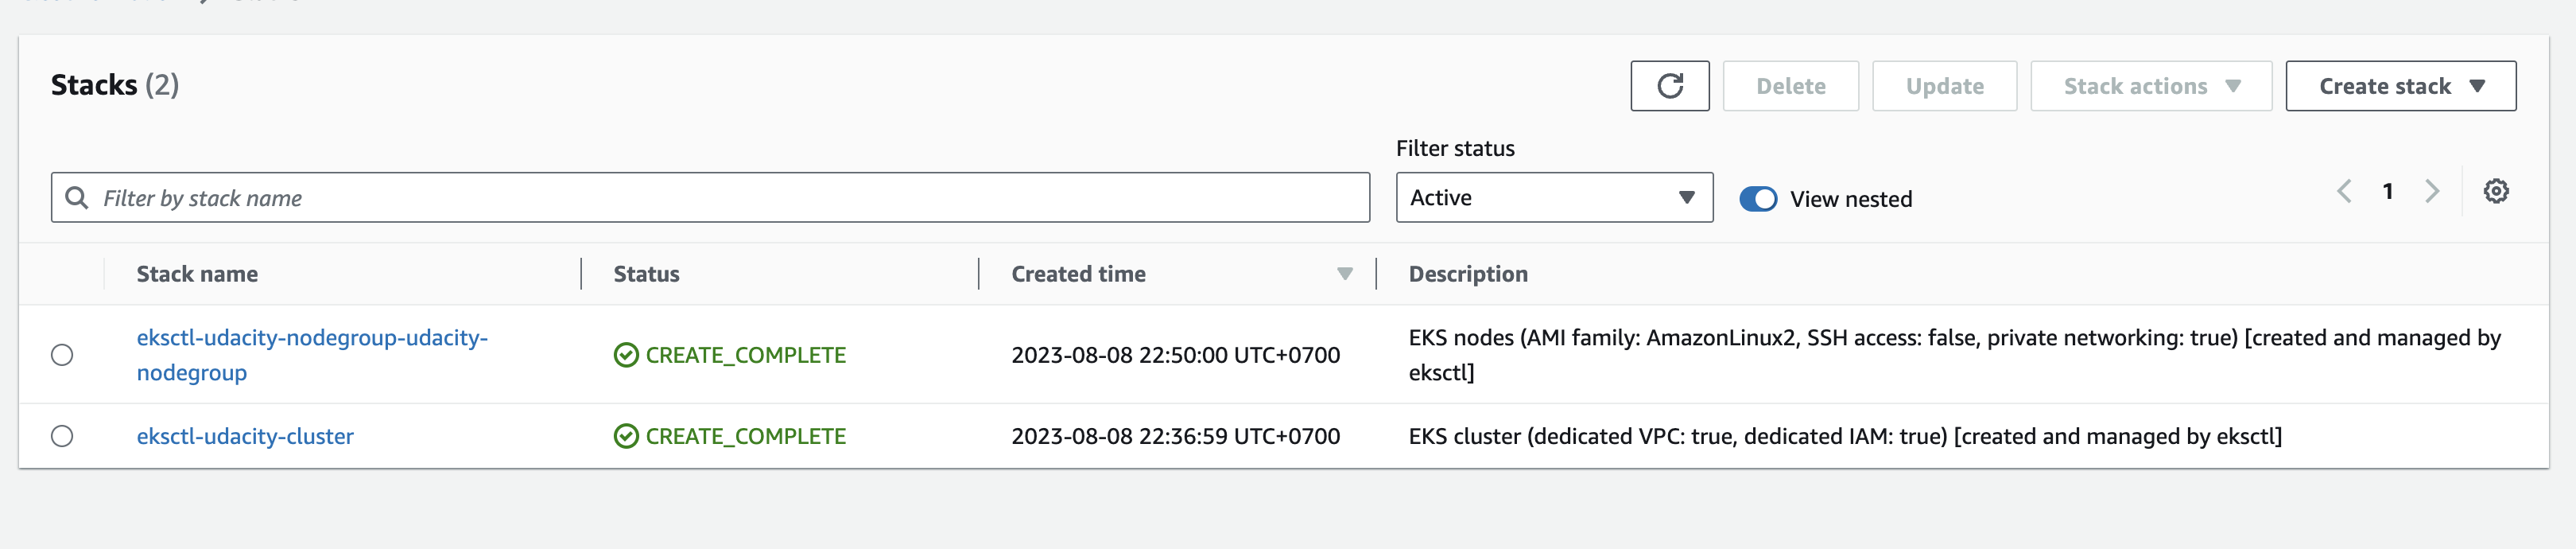 Stacks (2)
Delete
Update
Stack actions
Create stack
Filter status
Filter by stack name
Active
View nested
1
Stack name
Status
Created time
Description
eksctl-udacity-nodegroup-udacity-
nodegroup
CREATE_COMPLETE
2023-08-08 22:50:00 UTC+0700
EKS nodes (AMI family: AmazonLinux2, SSH access: false, private networking: true) [created and managed by
eksctl]
eksctl-udacity-cluster
CREATE_COMPLETE
2023-08-08 22:36:59 UTC+0700
EKS cluster (dedicated VPC: true, dedicated IAM: true) [created and managed by eksctl]